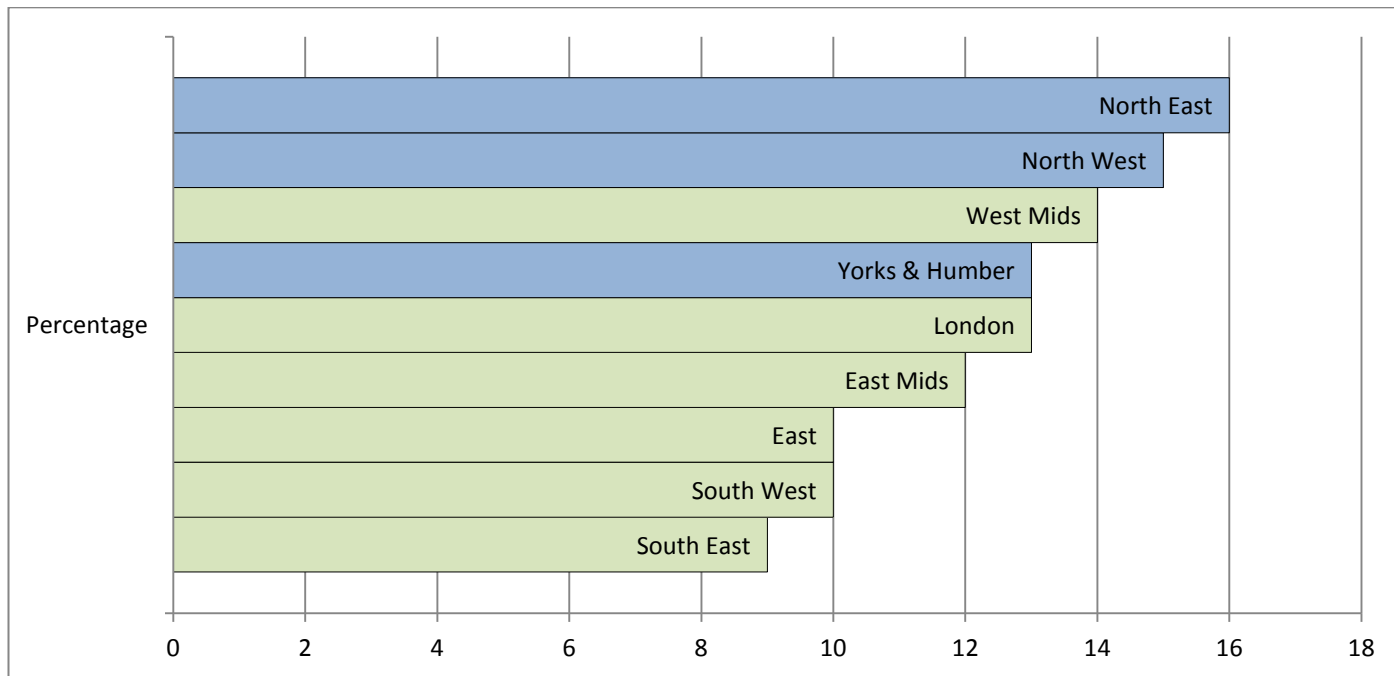 North East
North West
West Mids
Yorks & Humber
Percentage
London
East Mids
East
South West
South East
0 2 4 6 8 10 12 14 16 18